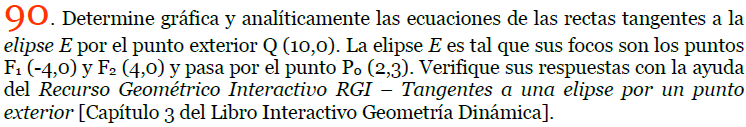 90. Determine gráfica y analíticamente las ecuaciones de las rectas tangentes a la
elipse E por el punto exterior Q (10,0). La elipse E es tal que sus focos son los puntos
F₁ (-4,0) y F₂ (4,0) y pasa por el punto P₀ (2,3). Verifique sus respuestas con la ayuda
del Recurso Geométrico Interactivo RGI – Tangentes a una elipse por un punto
exterior [Capítulo 3 del Libro Interactivo Geometría Dinámica].